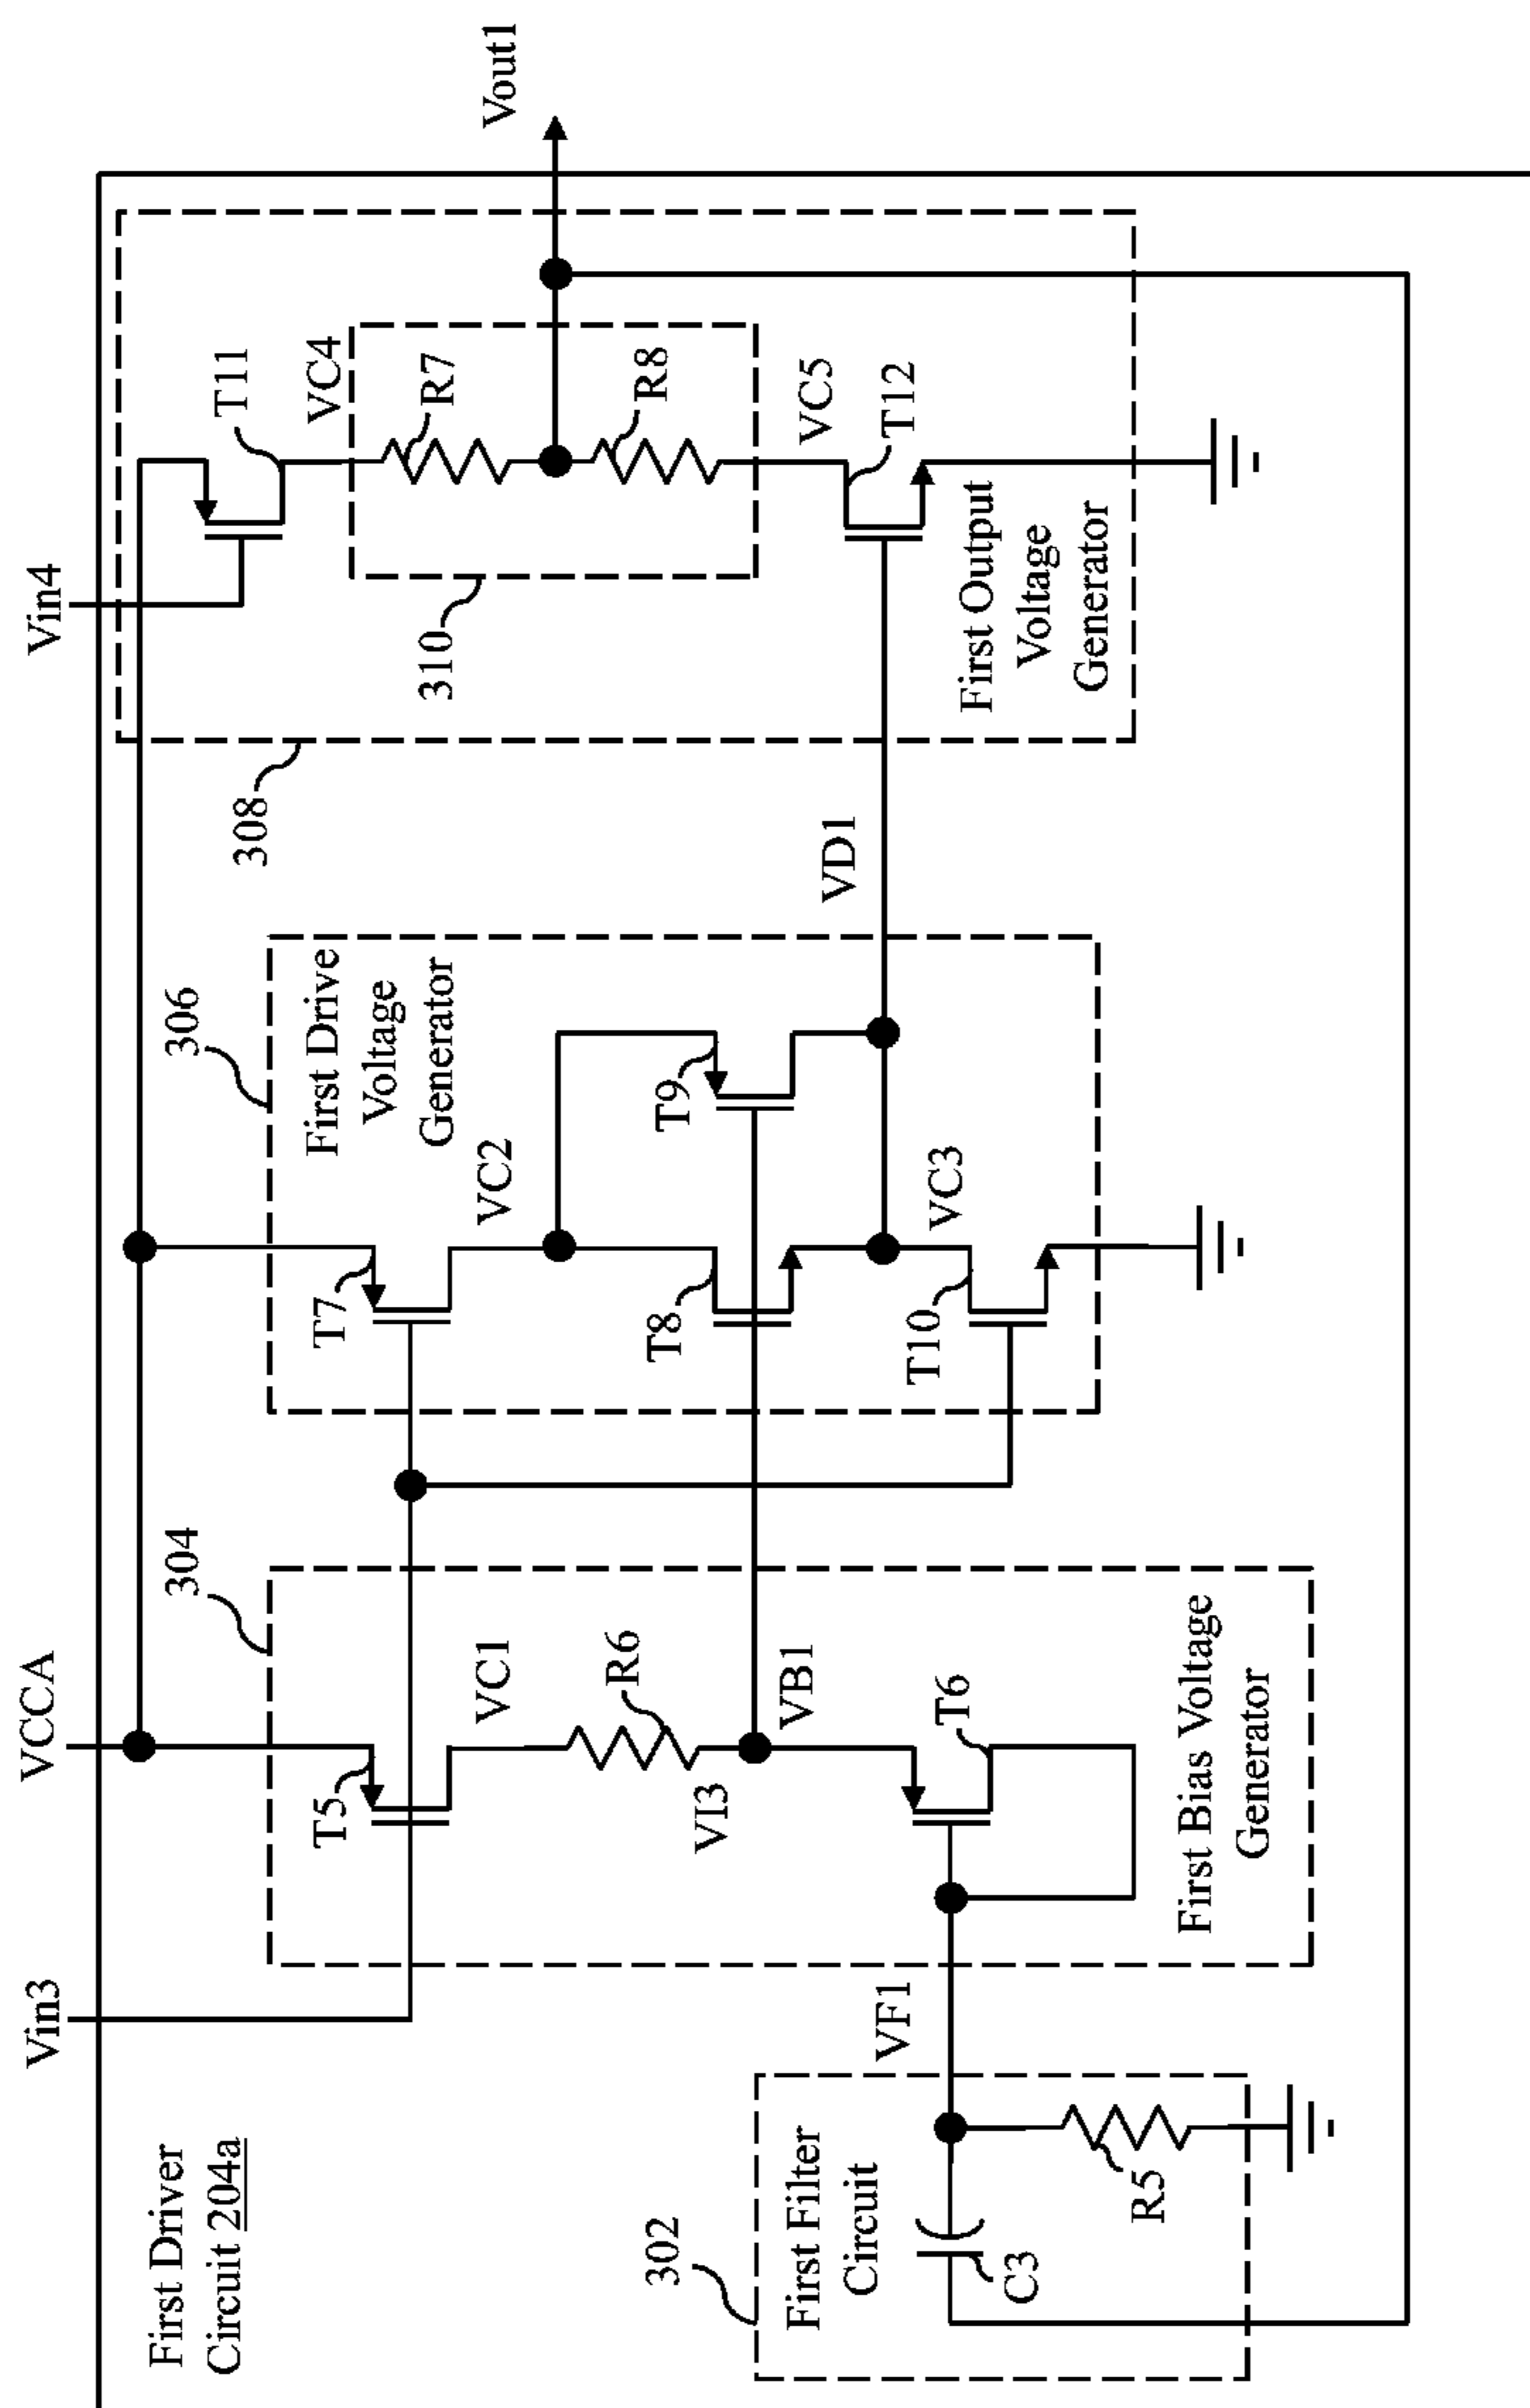 First Driver
Circuit 204a
Vin3
VCCA
Vin4
Vout1
302
First Filter
Circuit
C3
R5
VF1
304
T5
VC1
R6
VI3
VB1
T6
First Bias Voltage
Generator
306
First Drive
Voltage
Generator
T7
VC2
T8
T9
VC3
T10
VD1
308
T11
VC4
R7
R8
310
VC5
T12
First Output
Voltage
Generator